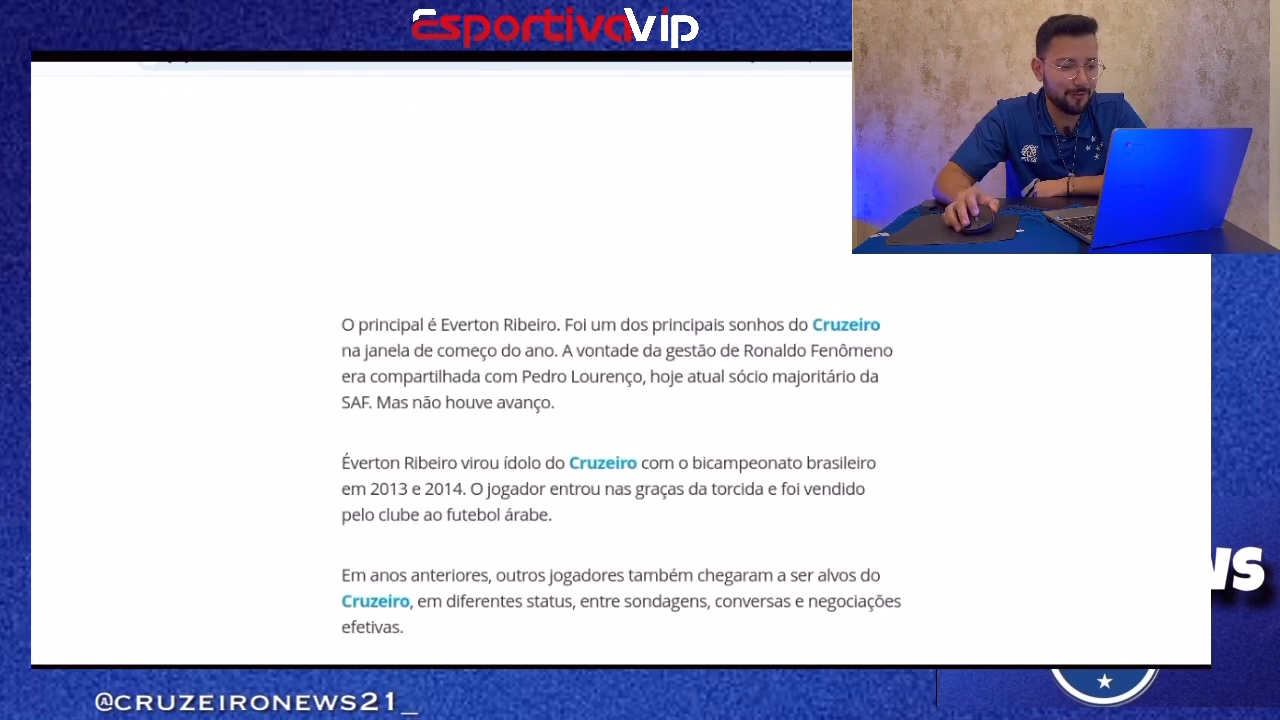 EsportivaVip
O principal é Everton Ribeiro. Foi um dos principais sonhos do Cruzeiro
na janela de começo do ano. A vontade da gestão de Ronaldo Fenômeno
era compartilhada com Pedro Lourenço, hoje atual sócio majoritário da
SAF. Mas não houve avanço.
Éverton Ribeiro virou ídolo do Cruzeiro com o bicampeonato brasileiro
em 2013 e 2014. O jogador entrou nas graças da torcida e foi vendido
pelo clube ao futebol árabe.
Em anos anteriores, outros jogadores também chegaram a ser alvos do
Cruzeiro, em diferentes status, entre sondagens, conversas e negociações
efetivas.
@CRUZEIRONEWS21_